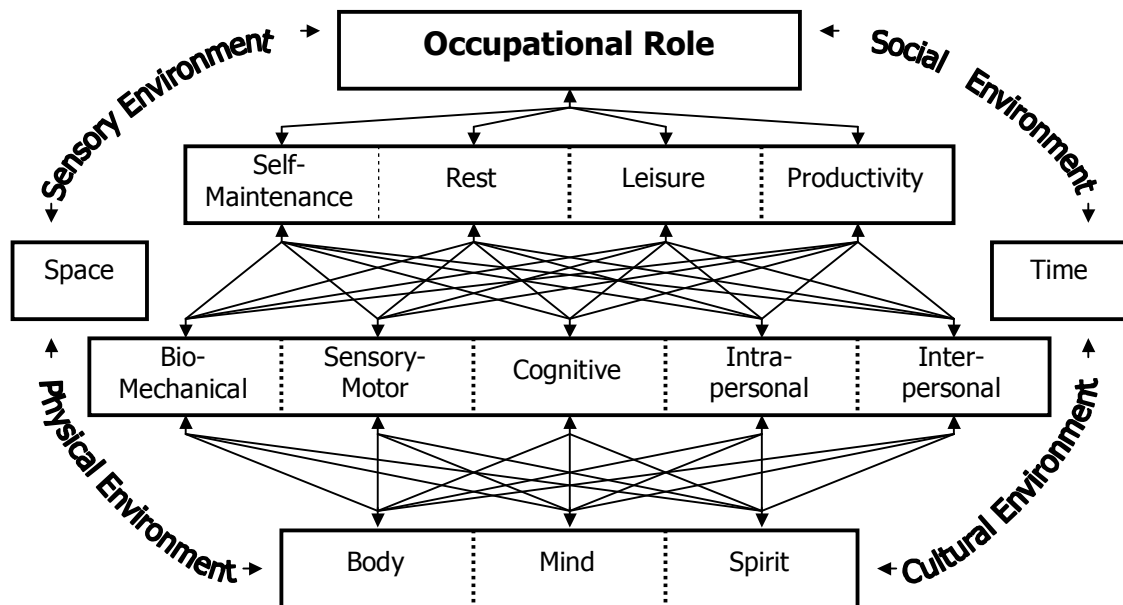 Occupational Role
Sensory Environment
Social Environment
Self-
Maintenance
Rest
Leisure
Productivity
Space
Time
Bio-
Mechanical
Sensory-
Motor
Cognitive
Intra-
personal
Inter-
personal
Physical Environment
Cultural Environment
Body
Mind
Spirit